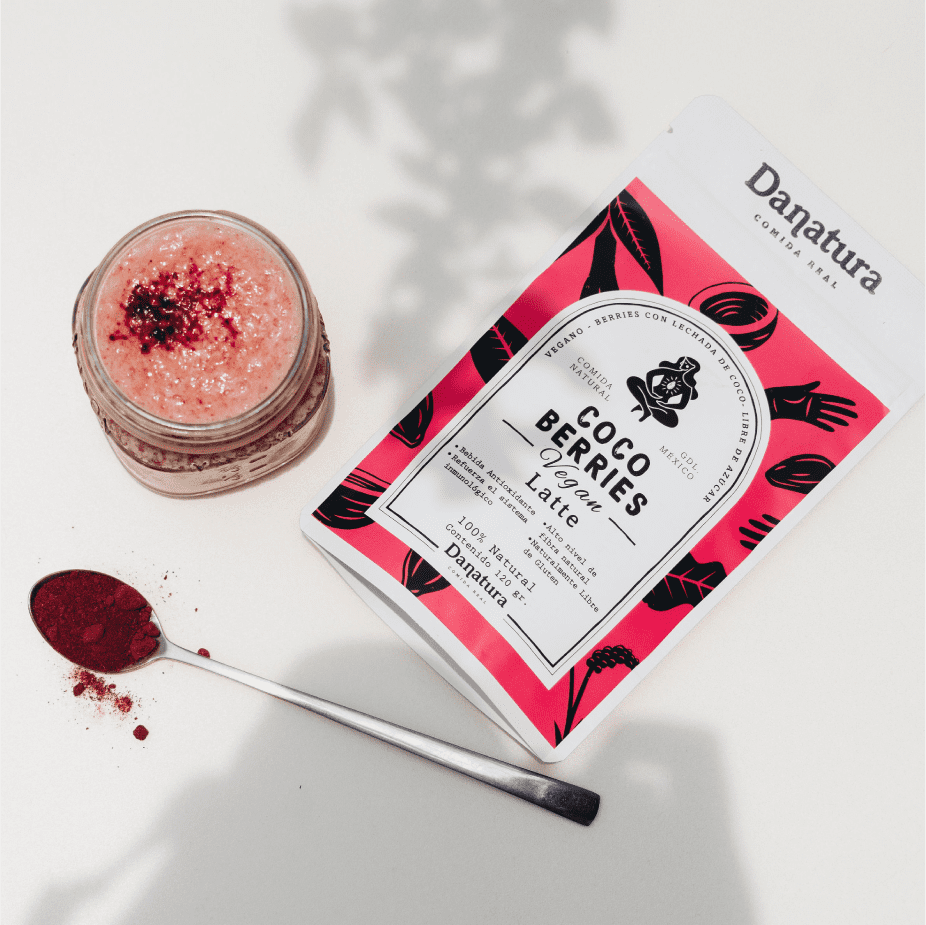 Danatura
COMIDA REAL
VEGANO - BERRIES CON LECHADA DE COCO- LIBRE DE AZÚCAR
COMIDA
NATURAL
GDL
MÉXICO
COCO
BERRIES
Vegan
Latte
•Bebida Antioxidante
•Refuerza el sistema
inmunológico
•Alto nivel de
fibra natural
•Naturalmente Libre
de Gluten
100% Natural
Contenido 120 gr.
Danatura
COMIDA REAL